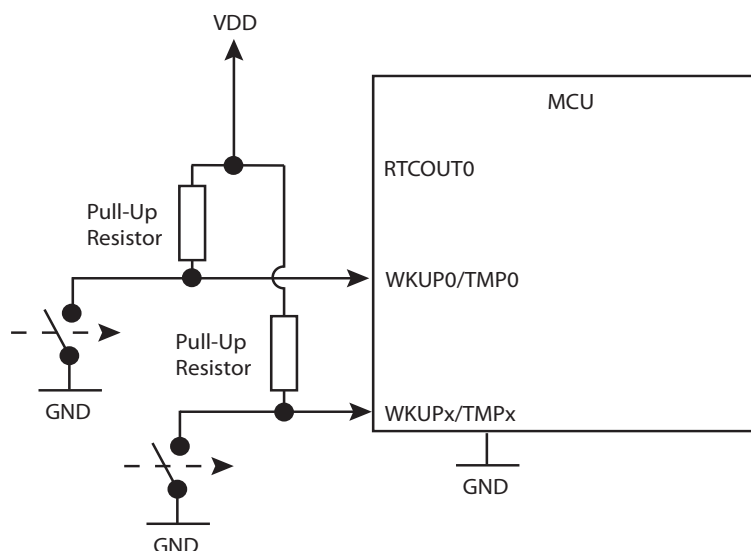 VDD
MCU
RTCOUT0
Pull-Up
Resistor
WKUP0/TMP0
Pull-Up
Resistor
GND
WKUPx/TMPx
GND
GND